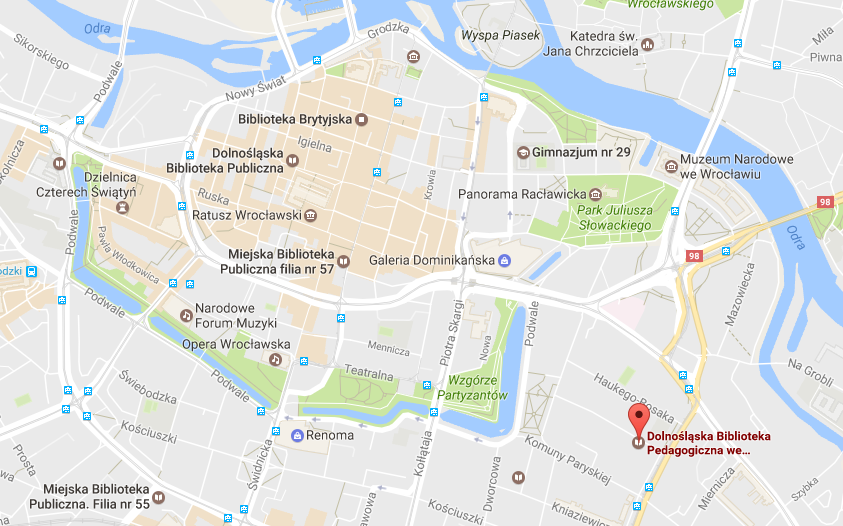 Wrocławskiego
Odra
Grodzka
Wyspa Piasek
Katedra św.
Jana Chrzciciela
Miła
Piwna
Sikorskiego
Podwale
Nowy Świat
Biblioteka Brytyjska
Igielna
Dolnośląska
Biblioteka Publiczna
Gimnazjum nr 29
Muzeum Narodowe
we Wrocławiu
Dzielnica
Czterech Świątyń
Ruska
Krowia
Panorama Racławicka
Park Juliusza
Słowackiego
98
Ratusz Wrocławski
Podwale
Pawła Włodkowica
Odra
Miejska Biblioteka
Publiczna filia nr 57
Galeria Dominikańska
98
Mazowiecka
Podwale
Narodowe
Forum Muzyki
Piotra Skargi
Podwale
Opera Wrocławska
Mennicza
Nowa
Teatralna
Na Grobli
Świebodzka
Podwale
Wzgórze
Partyzantów
Haukego-Bosaka
Kościuszki
Renoma
Dolnośląska Biblioteka
Pedagogiczna we...
Prosta
Świdnicka
Kołłątaja
Komuny Paryskiej
Dworcowa
Miernicza
Szybka
Miejska Biblioteka
Publiczna. Filia nr 55
Kościuszki